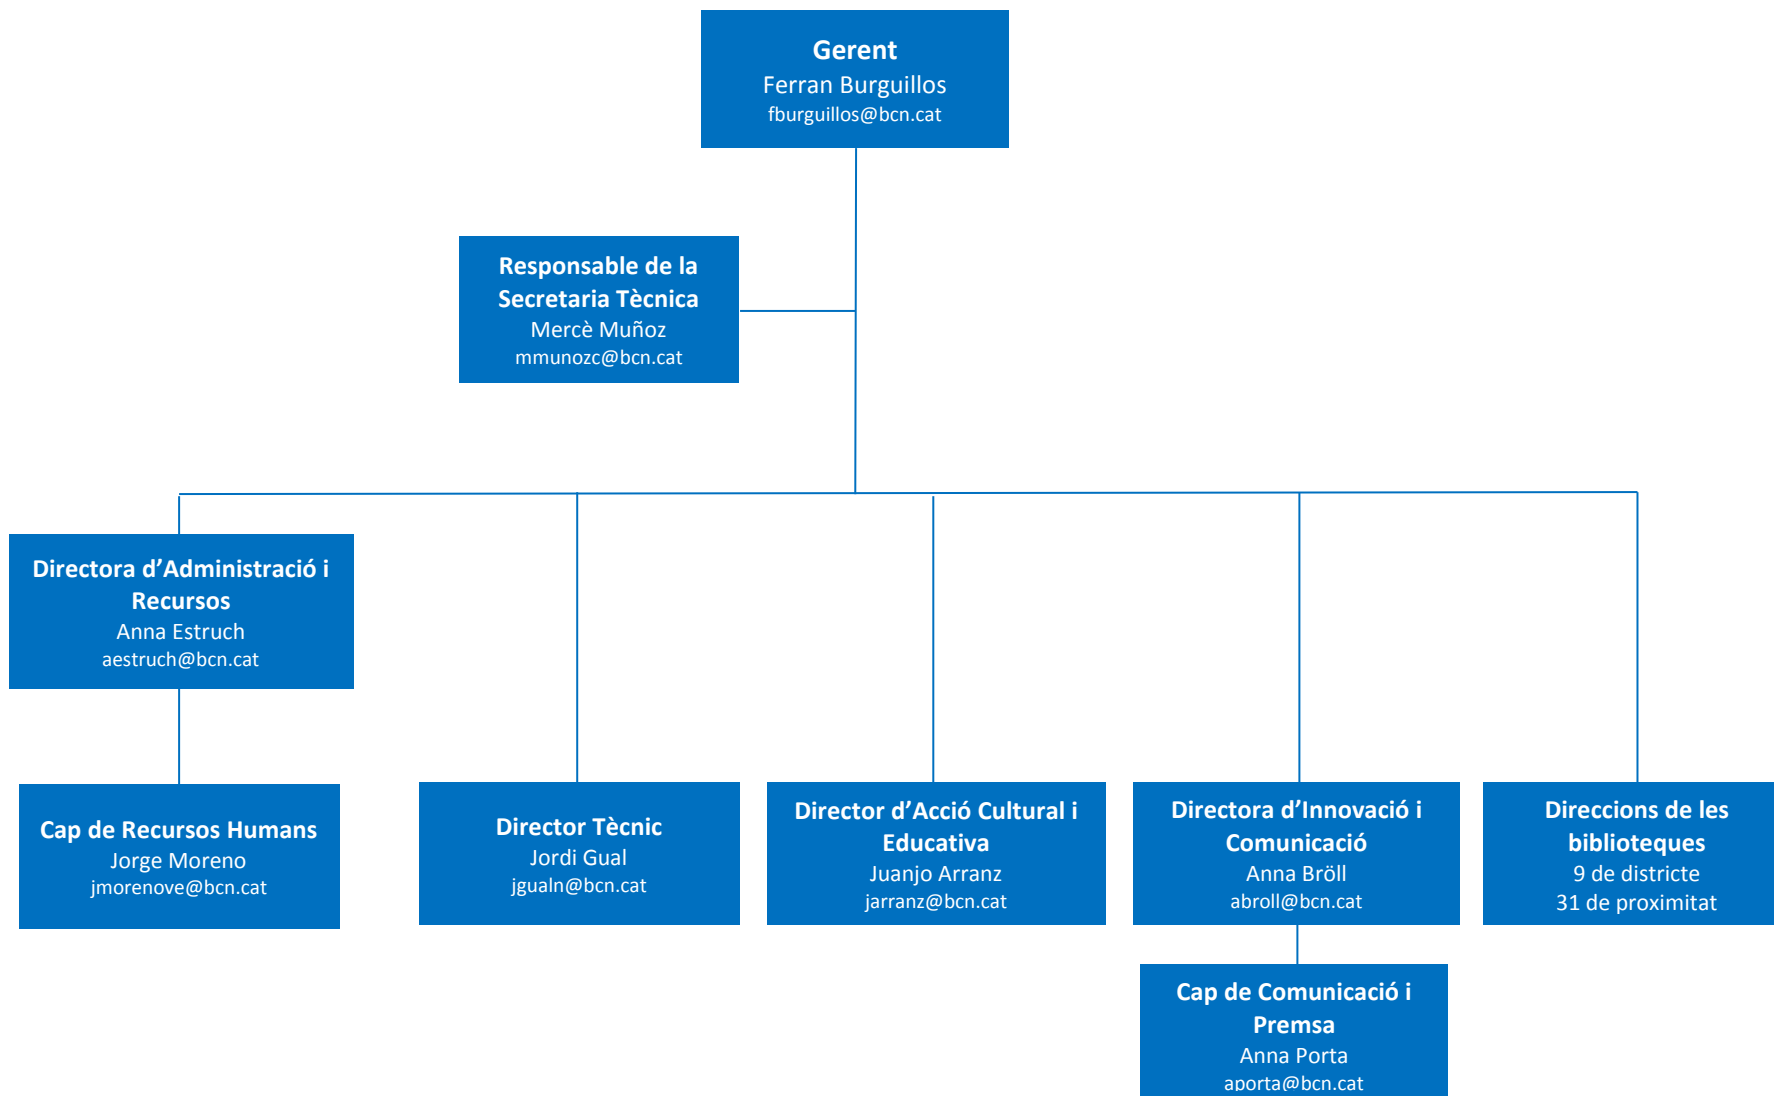 Gerent
Ferran Burguillos
fburguillos@bcn.cat
Responsable de la
Secretaria Tècnica
Mercè Muñoz
mmunozc@bcn.cat
Directora d’Administració i
Recursos
Anna Estruch
aestruch@bcn.cat
Cap de Recursos Humans
Jorge Moreno
jmorenove@bcn.cat
Director Tècnic
Jordi Gual
jgualn@bcn.cat
Director d’Acció Cultural i
Educativa
Juanjo Arranz
jarranz@bcn.cat
Directora d’Innovació i
Comunicació
Anna Bröll
abroll@bcn.cat
Direccions de les
biblioteques
9 de districte
31 de proximitat
Cap de Comunicació i
Premsa
Anna Porta
aporta@bcn.cat